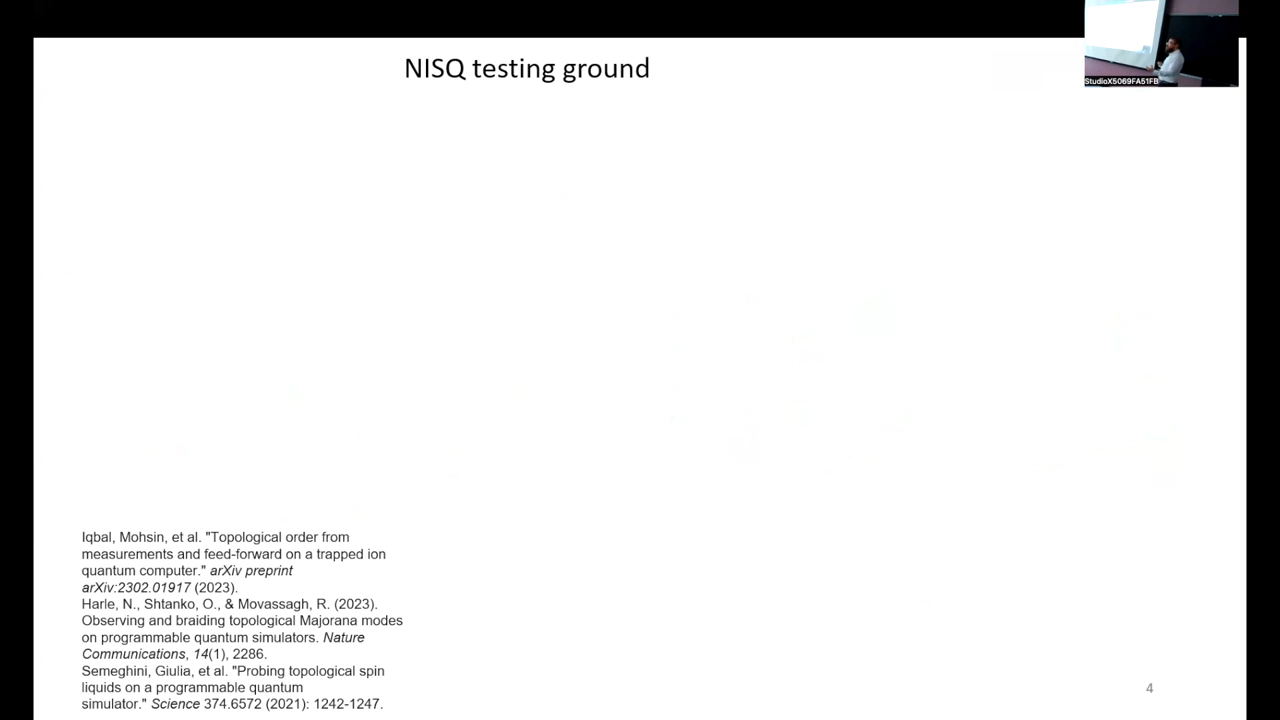 NISQ testing ground
StudioX5069FA51FB
Iqbal, Mohsin, et al. "Topological order from
measurements and feed-forward on a trapped ion
quantum computer." arXiv preprint
arXiv:2302.01917 (2023).
Harle, N., Shtanko, O., & Movassagh, R. (2023).
Observing and braiding topological Majorana modes
on programmable quantum simulators. Nature
Communications, 14(1), 2286.
Semeghini, Giulia, et al. "Probing topological spin
liquids on a programmable quantum
simulator." Science 374.6572 (2021): 1242-1247.
4